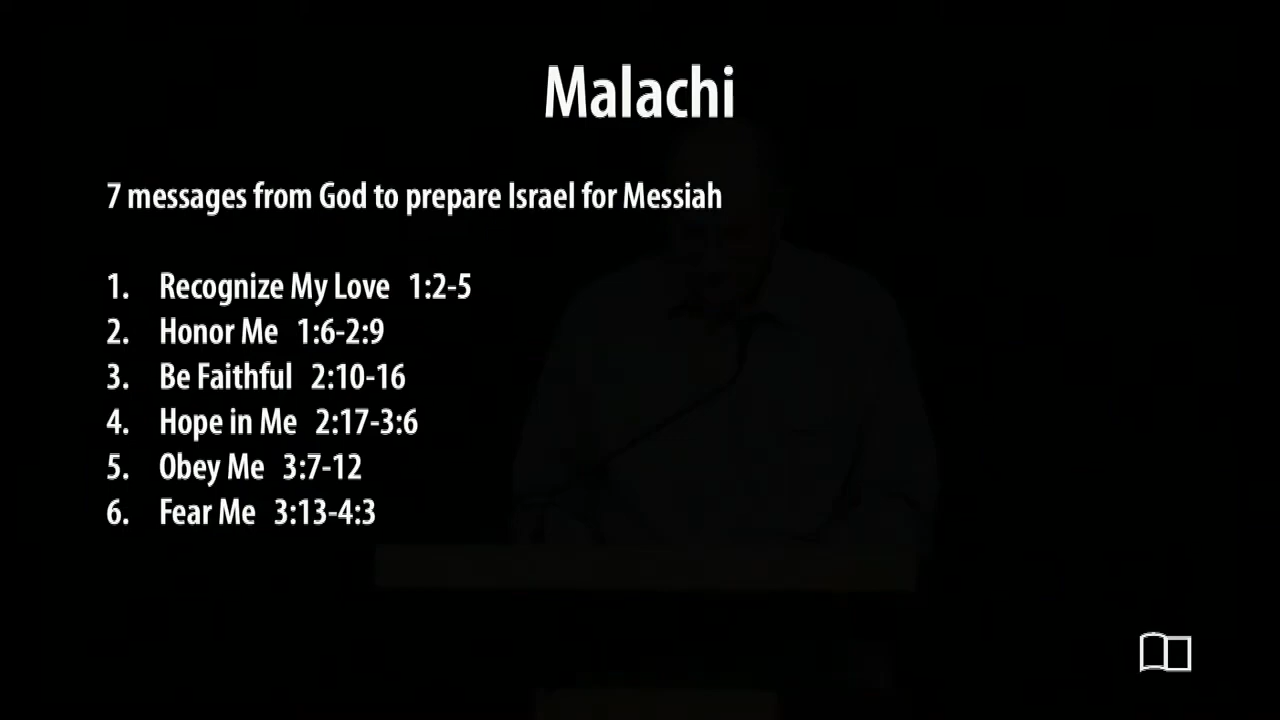 Malachi
7 messages from God to prepare Israel for Messiah
1. Recognize My Love 1:2-5
2. Honor Me 1:6-2:9
3. Be Faithful 2:10-16
4. Hope in Me 2:17-3:6
5. Obey Me 3:7-12
6. Fear Me 3:13-4:3